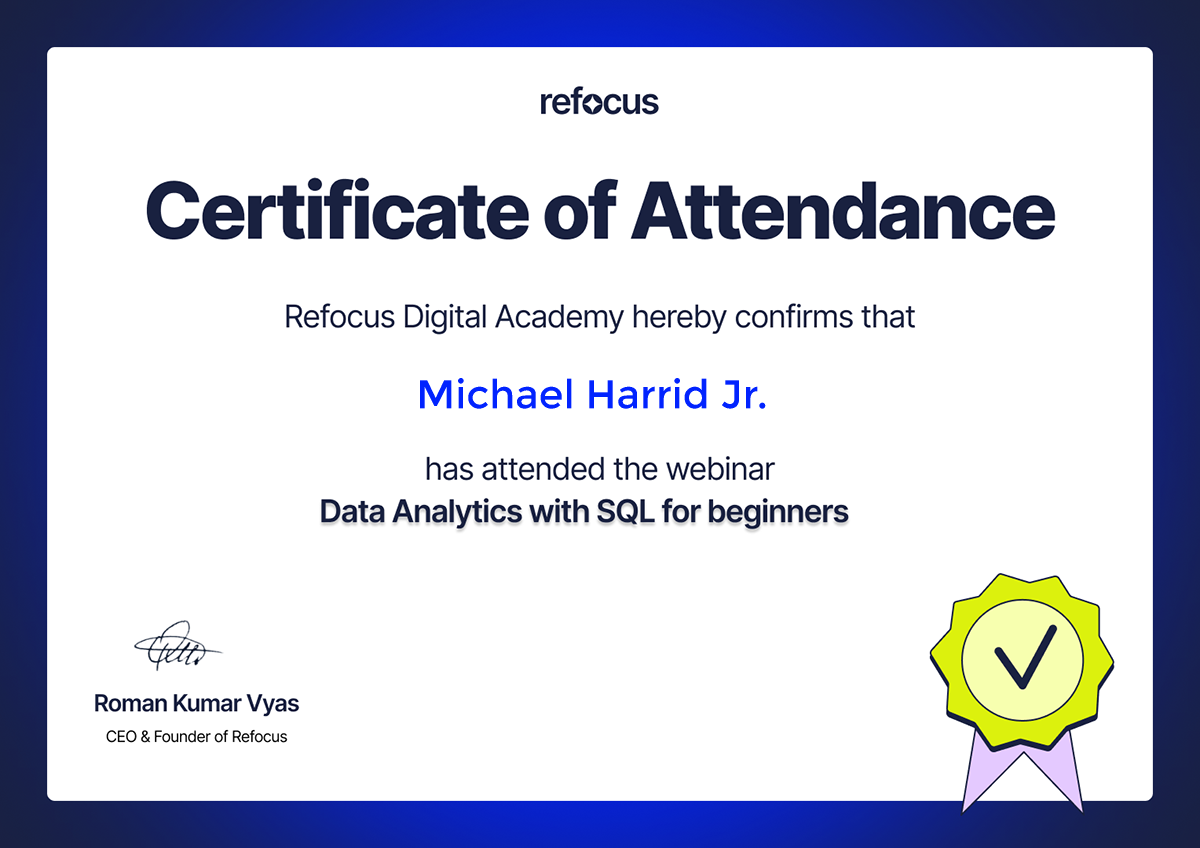 refocus
Certificate of Attendance
Refocus Digital Academy hereby confirms that
Michael Harrid Jr.
has attended the webinar
Data Analytics with SQL for beginners
Roman Kumar Vyas
CEO & Founder of Refocus